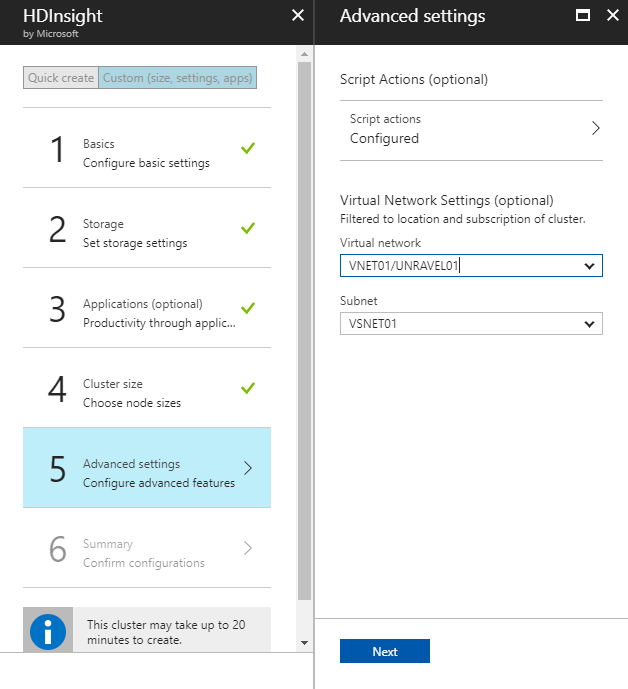 HDInsight
by Microsoft
Quick create
Custom (size, settings, apps)
1
Basics
Configure basic settings
2
Storage
Set storage settings
3
Applications (optional)
Productivity through applic...
4
Cluster size
Choose node sizes
5
Advanced settings
Configure advanced features
6
Summary
Confirm configurations
This cluster may take up to 20
minutes to create.
Advanced settings
Script Actions (optional)
Script actions
Configured
Virtual Network Settings (optional)
Filtered to location and subscription of cluster.
Virtual network
VNET01/UNRAVEL01
Subnet
VSNET01
Next